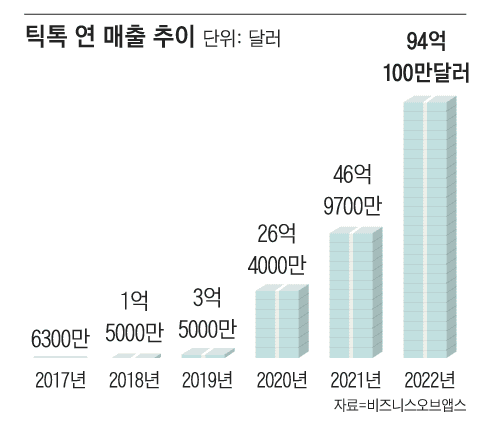 틱톡 연 매출 추이 단위: 달러
94억
100만달러
46억
9700만
26억
4000만
3억
5000만
1억
5000만
6300만
2017년 2018년 2019년 2020년 2021년 2022년
자료=비즈니스오브앱스